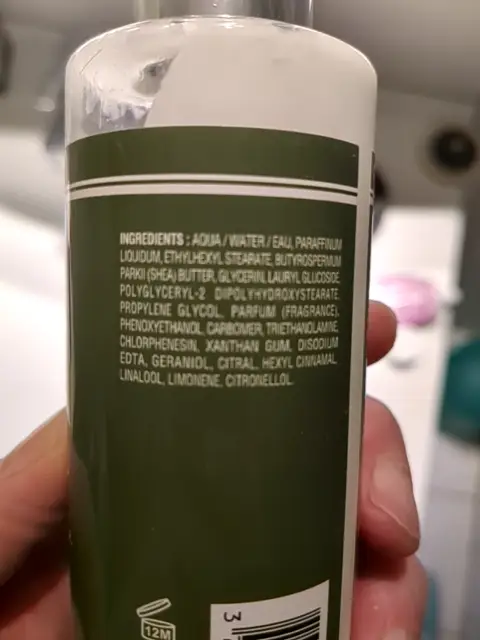 INGREDIENTS : AQUA / WATER / EAU, PARAFFINUM
LIQUIDUM, ETHYLHEXYL STEARATE, BUTYROSPERMUM
PARKII (SHEA) BUTTER, GLYCERIN, LAURYL GLUCOSIDE,
POLYGLYCERYL-2 DIPOLYHYDROXYSTEARATE,
PROPYLENE GLYCOL, PARFUM (FRAGRANCE),
PHENOXYETHANOL, CARBOMER, TRIETHANOLAMINE,
CHLORPHENESIN, XANTHAN GUM, DISODIUM
EDTA, GERANIOL, CITRAL, HEXYL CINNAMAL,
LINALOOL, LIMONENE, CITRONELLOL.
12M
3